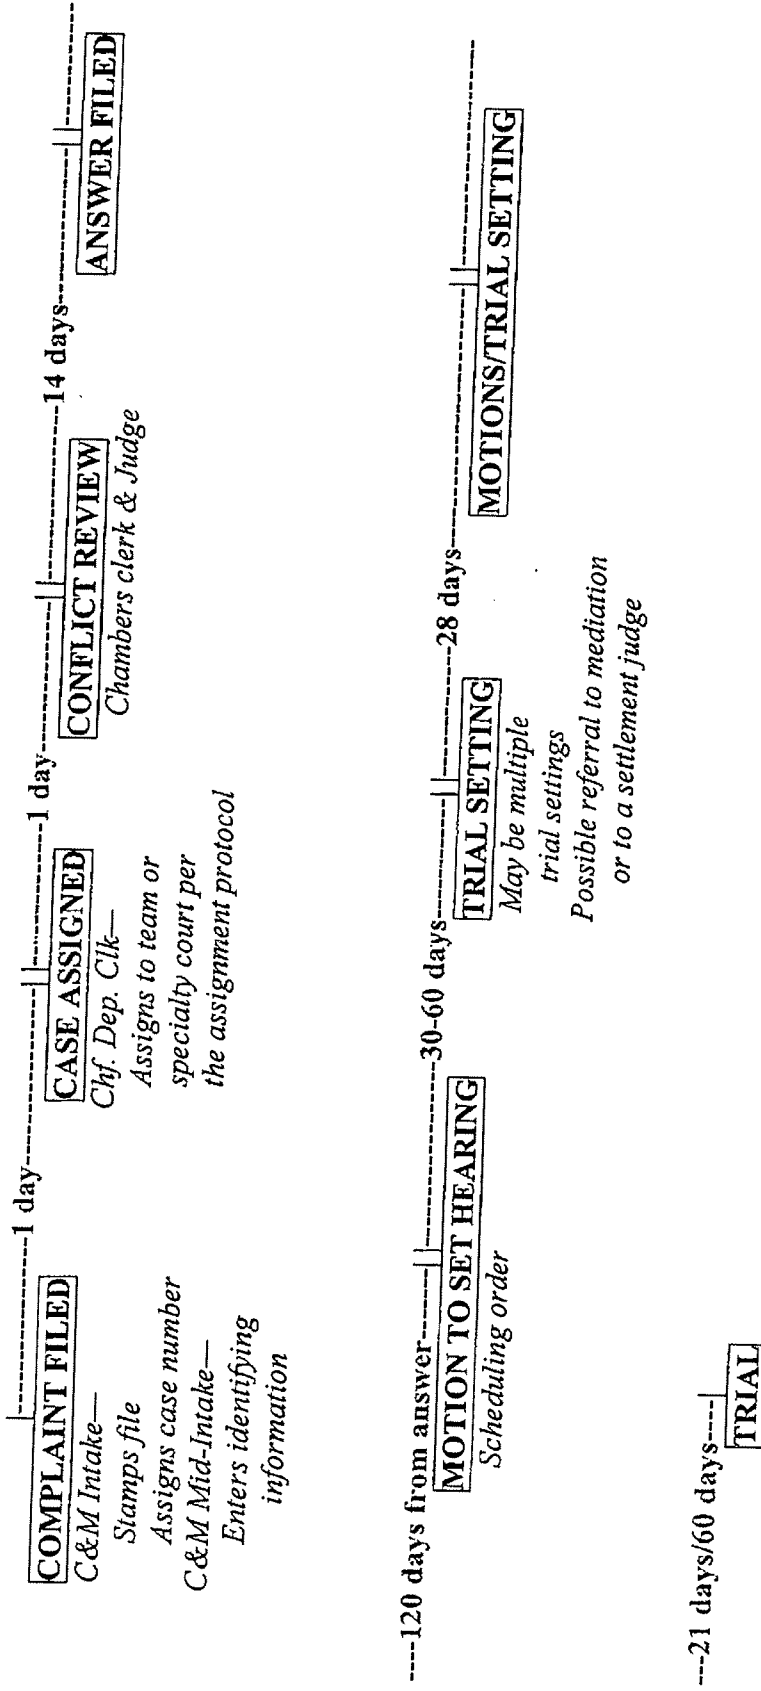 ----1 day----1 day----14 days----
COMPLAINT FILED
C&M Intake—
Stamps file
Assigns case number
C&M Mid-Intake—
Enters identifying
information
CASE ASSIGNED
Chf. Dep. Clk—
Assigns to team or
specialty court per
the assignment protocol
CONFLICT REVIEW
Chambers clerk & Judge
ANSWER FILED
----120 days from answer----30-60 days----28 days----
MOTION TO SET HEARING
Scheduling order
TRIAL SETTING
May be multiple
trial settings
Possible referral to mediation
or to a settlement judge
MOTIONS/TRIAL SETTING
---21 days/60 days----
TRIAL